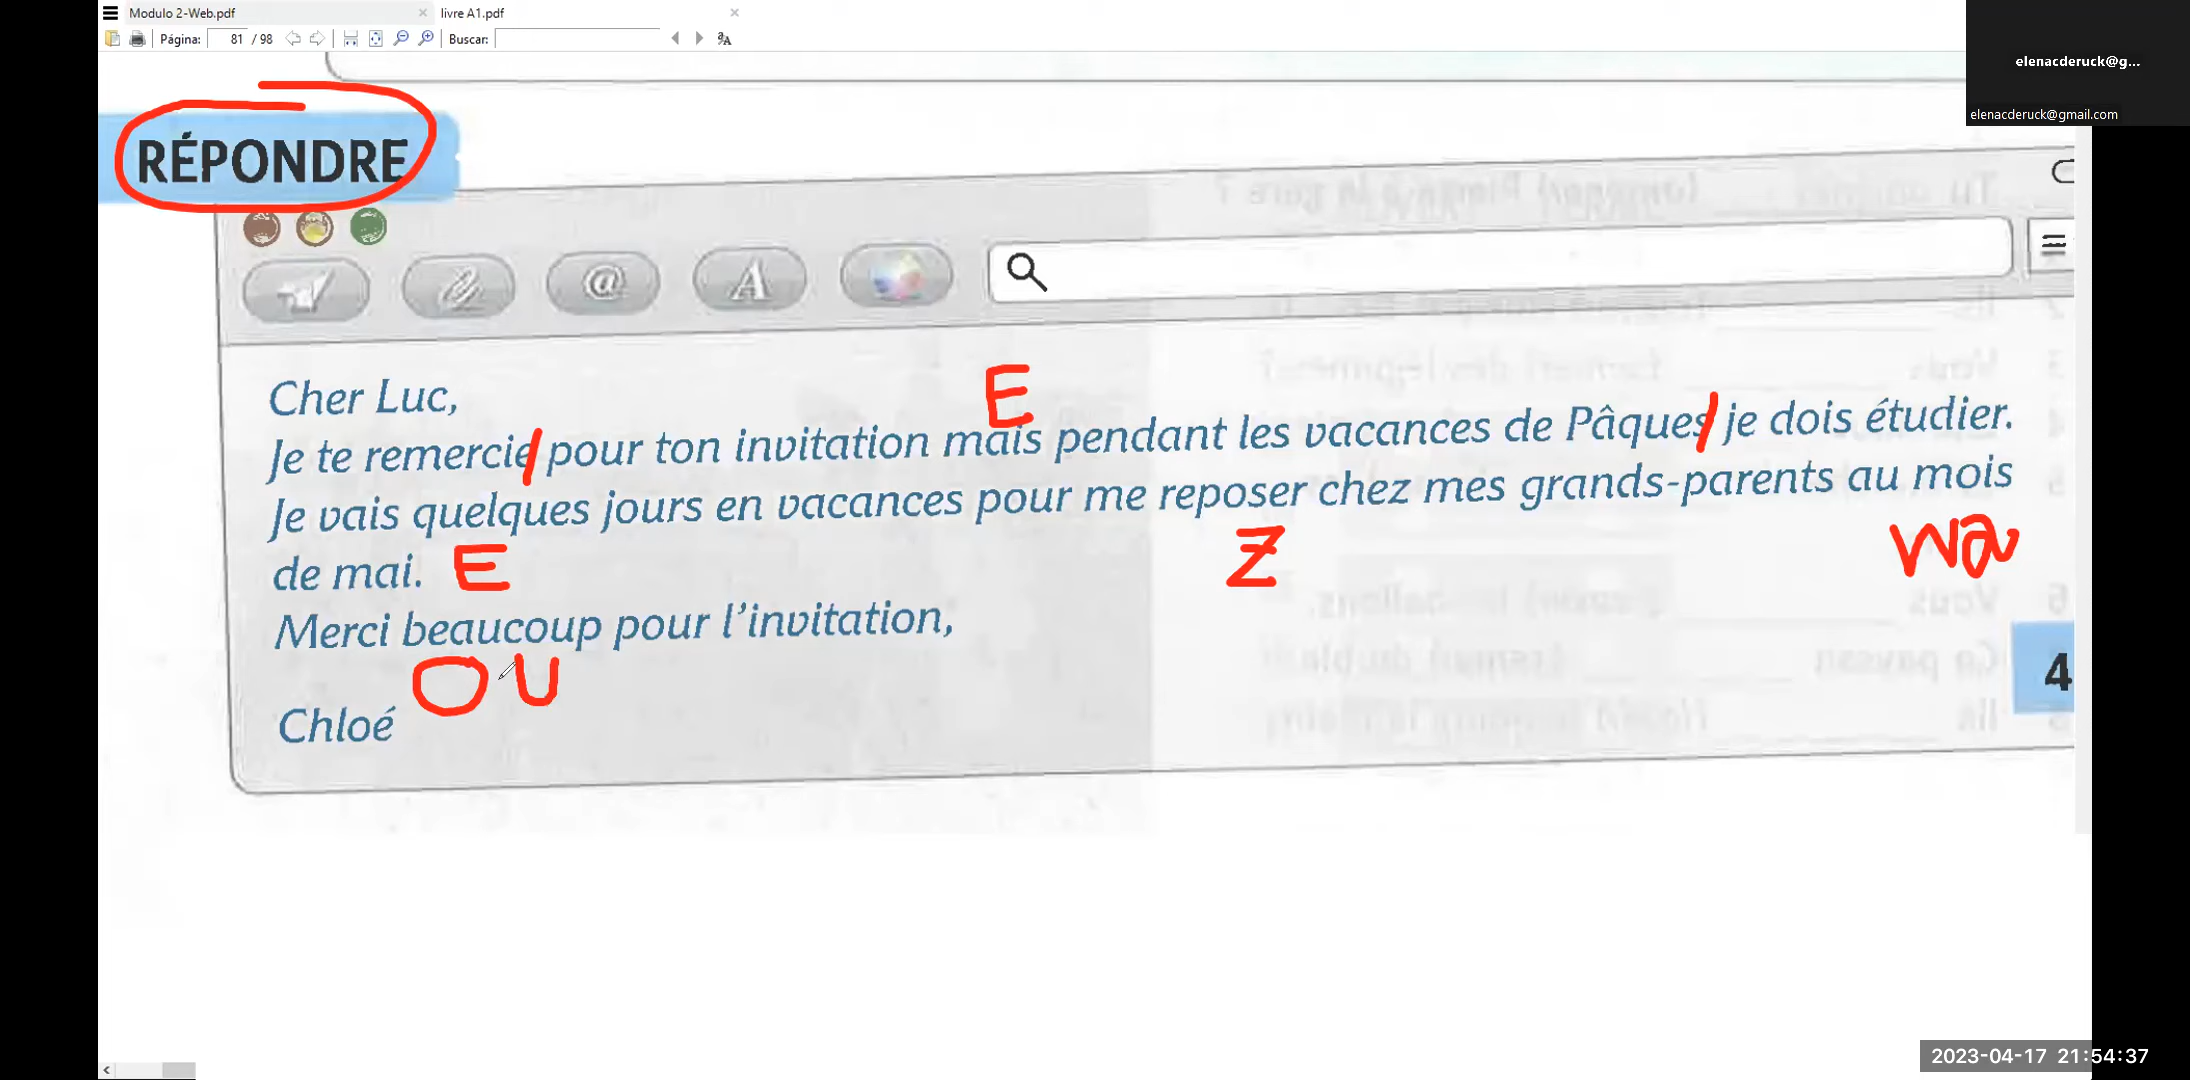 Modulo 2-Web.pdf × livre A1.pdf ×
Página: 81 / 98 Buscar:
elenacderuck@g...
elenacderuck@gmail.com
RÉPONDRE
@ A
Cher Luc,
E
Je te remercie pour ton invitation mais pendant les vacances de Pâques je dois étudier.
Je vais quelques jours en vacances pour me reposer chez mes grands-parents au mois
Z wa
de mai. E
Merci beaucoup pour l'invitation,
O U
Chloé
4
2023-04-17 21:54:37